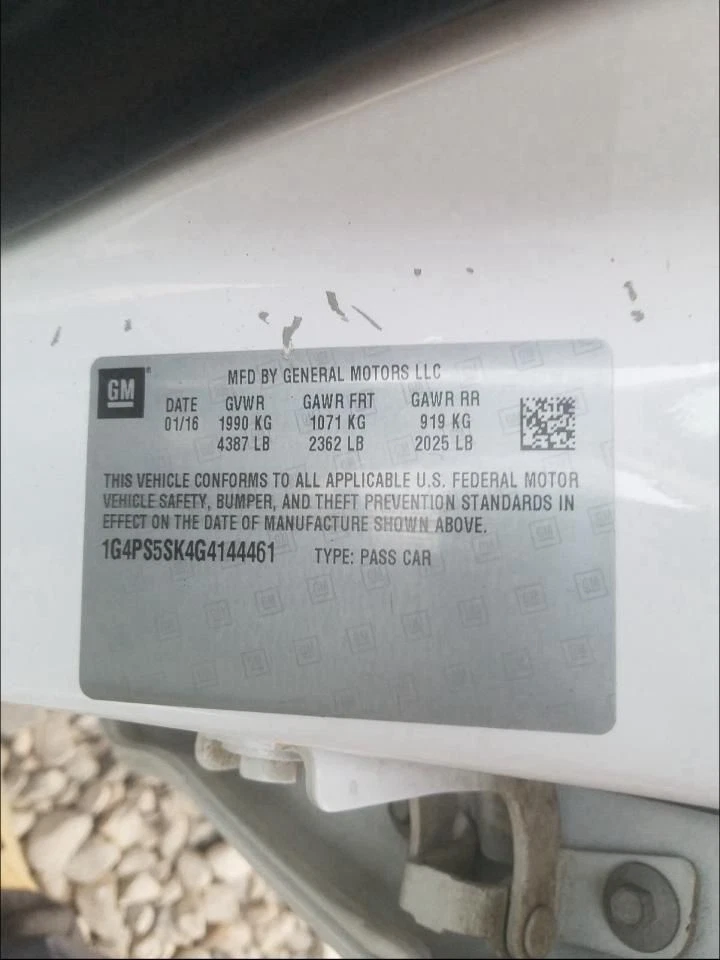 GM
MFD BY GENERAL MOTORS LLC
DATE GVWR GAWR FRT GAWR RR
01/16 1990 KG 1071 KG 919 KG
4387 LB 2362 LB 2025 LB
THIS VEHICLE CONFORMS TO ALL APPLICABLE U.S. FEDERAL MOTOR
VEHICLE SAFETY, BUMPER, AND THEFT PREVENTION STANDARDS IN
EFFECT ON THE DATE OF MANUFACTURE SHOWN ABOVE.
1G4PS5SK4G4144461 TYPE: PASS CAR